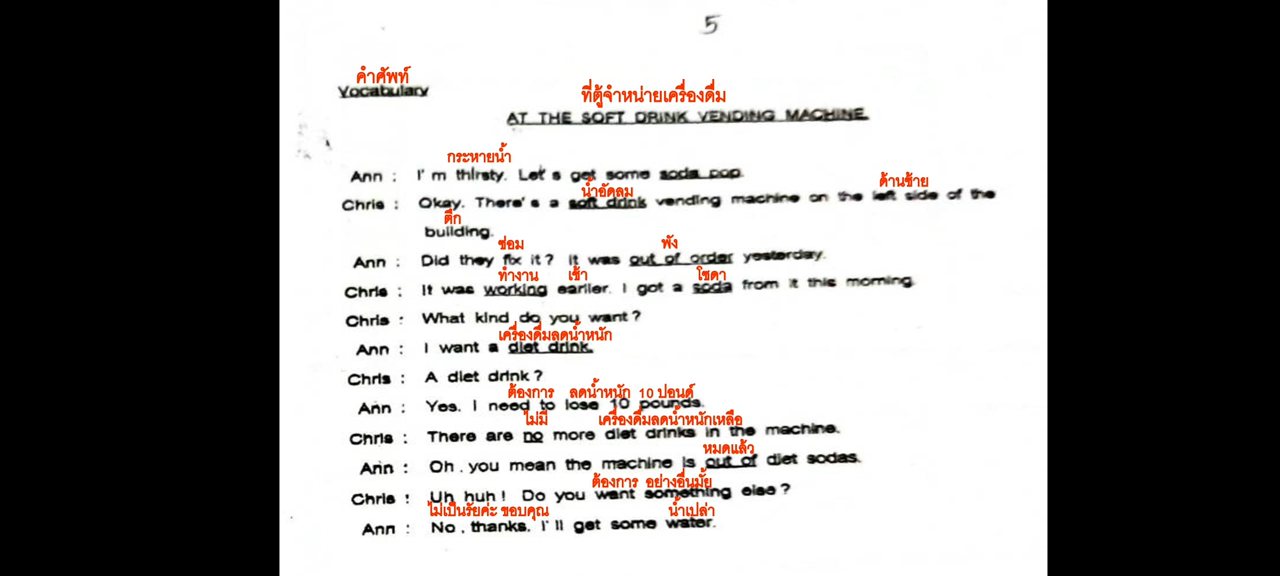 5
คำศัพท์
Vocabulary
ที่ตู้จำหน่ายเครื่องดื่ม
AT THE SOFT DRINK VENDING MACHINE.
กระหายน้ำ
Ann : I'm thirsty. Let's get some soda pop.
น้ำอัดลม ด้านซ้าย
Chris : Okay. There's a soft drink vending machine on the left side of the
ตึก
building.
ซ่อม พัง
Ann : Did they fix it? It was out of order yesterday.
ทำงาน เช้า โซดา
Chris : It was working earlier. I got a soda from it this morning.
Chris : What kind do you want?
เครื่องดื่มลดน้ำหนัก
Ann : I want a diet drink.
Chris : A diet drink?
ต้องการ ลดน้ำหนัก 10 ปอนด์
Ann : Yes. I need to lose 10 pounds.
ไม่มี เครื่องดื่มลดน้ำหนักเหลือ
Chris : There are no more diet drinks in the machine.
หมดแล้ว
Ann : Oh. you mean the machine is out of diet sodas.
ต้องการ อย่างอื่นมั้ย
Chris : Uh huh! Do you want something else?
ไม่เป็นรัยค่ะ ขอบคุณ น้ำเปล่า
Ann : No, thanks. I'll get some water.